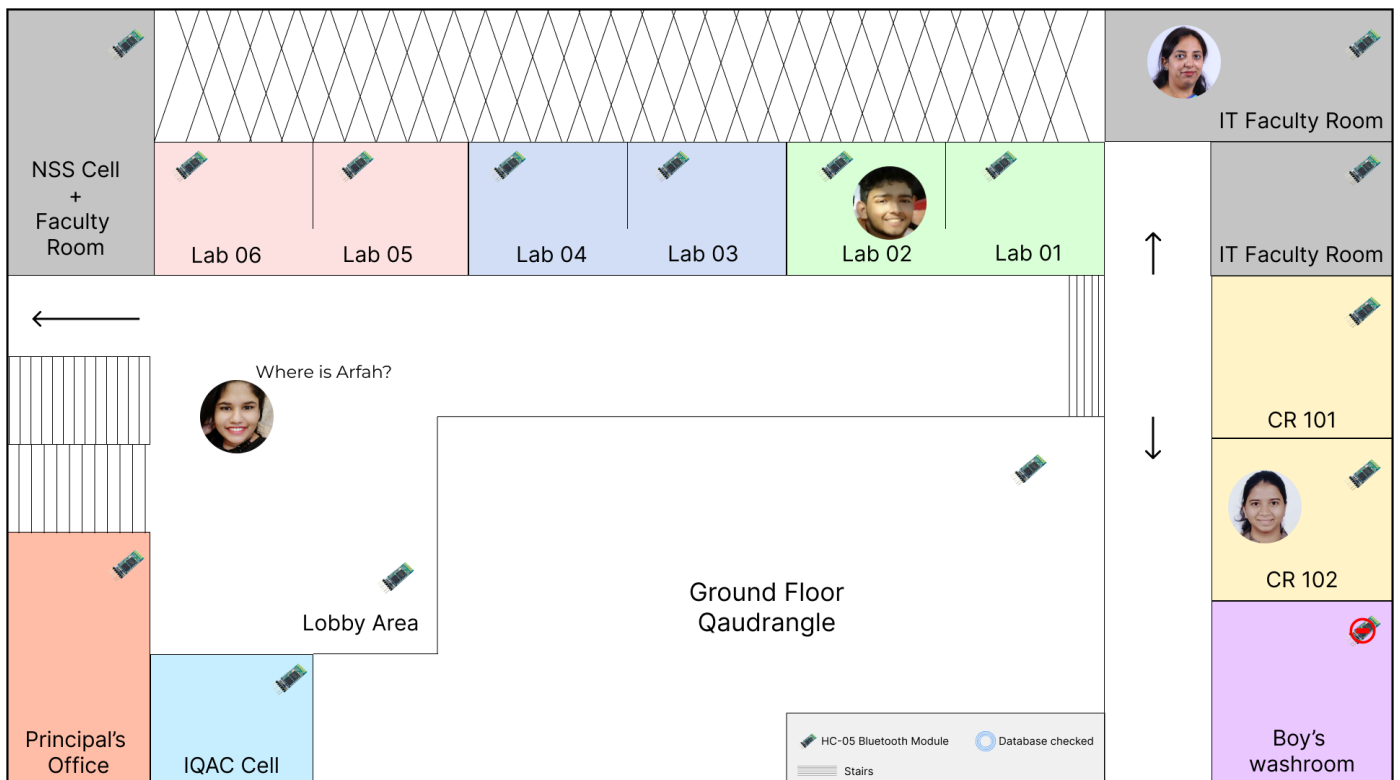 IT Faculty Room
NSS Cell
+
Faculty
Room
Lab 06
Lab 05
Lab 04
Lab 03
Lab 02
Lab 01
IT Faculty Room
Where is Arfah?
CR 101
CR 102
Lobby Area
Ground Floor
Qaudrangle
Principal's
Office
IQAC Cell
HC-05 Bluetooth Module
Database checked
Stairs
Boy's
washroom